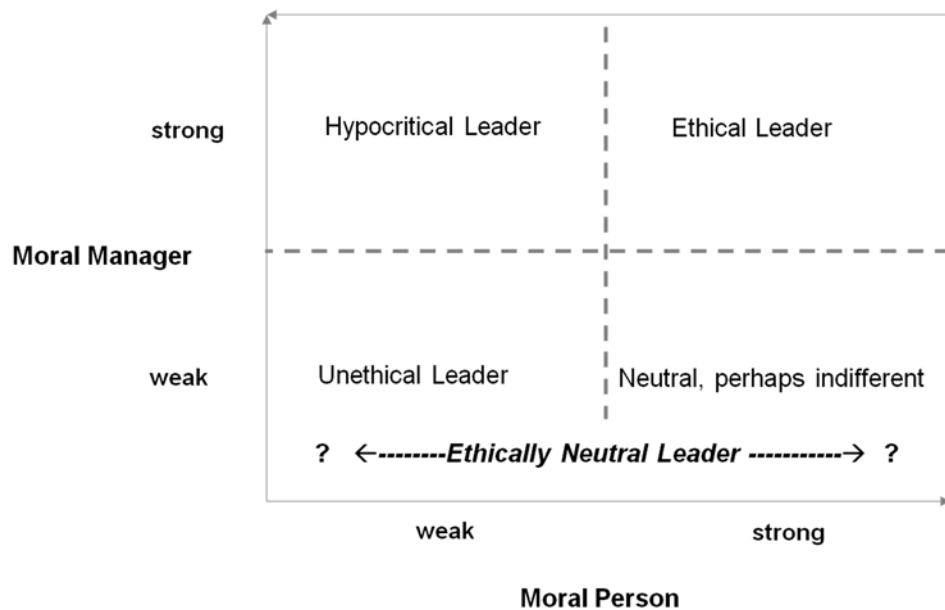 strong
Hypocritical Leader
Ethical Leader
Moral Manager
weak
Unethical Leader
Neutral, perhaps indifferent
? ←--------Ethically Neutral Leader -----------→ ?
weak
strong
Moral Person